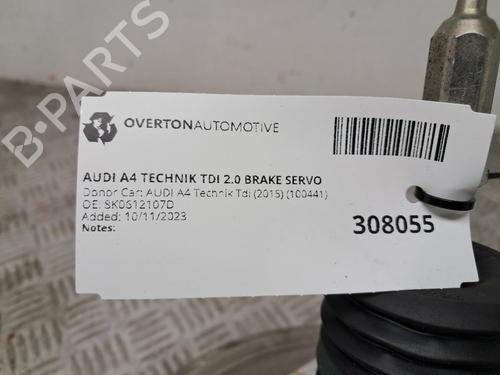 B-PARTS
OVERTONAUTOMOTIVE
AUDI A4 TECHNIK TDI 2.0 BRAKE SERVO
Donor Car: AUDI A4 Technik Tdi (2015) (100441)
OE: 8K0612107D
Added: 10/11/2023
Notes:
308055